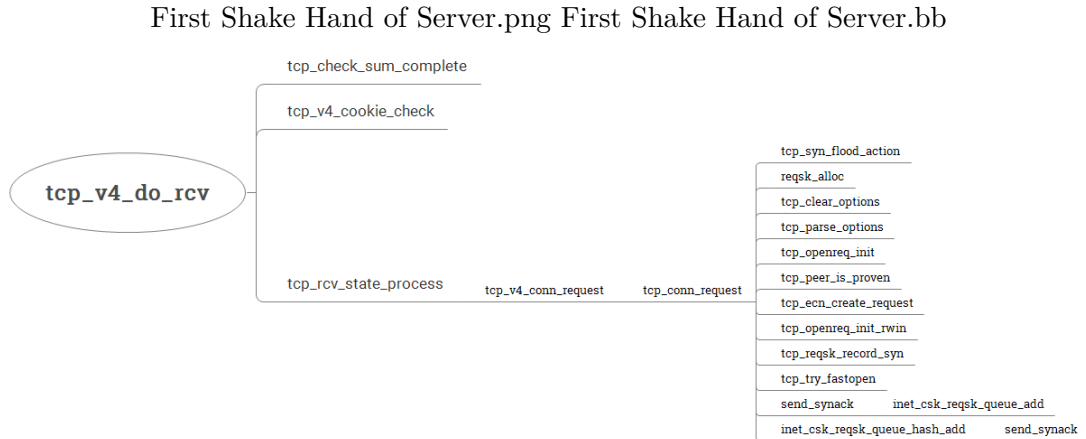 First Shake Hand of Server.png First Shake Hand of Server.bb
tcp_check_sum_complete
tcp_v4_cookie_check
tcp_v4_do_rcv
tcp_rcv_state_process
tcp_v4_conn_request
tcp_conn_request
tcp_syn_flood_action
reqsk_alloc
tcp_clear_options
tcp_parse_options
tcp_openreq_init
tcp_peer_is_proven
tcp_ecn_create_request
tcp_openreq_init_rwin
tcp_reqsk_record_syn
tcp_try_fastopen
send_synack inet_csk_reqsk_queue_add
inet_csk_reqsk_queue_hash_add send_synack